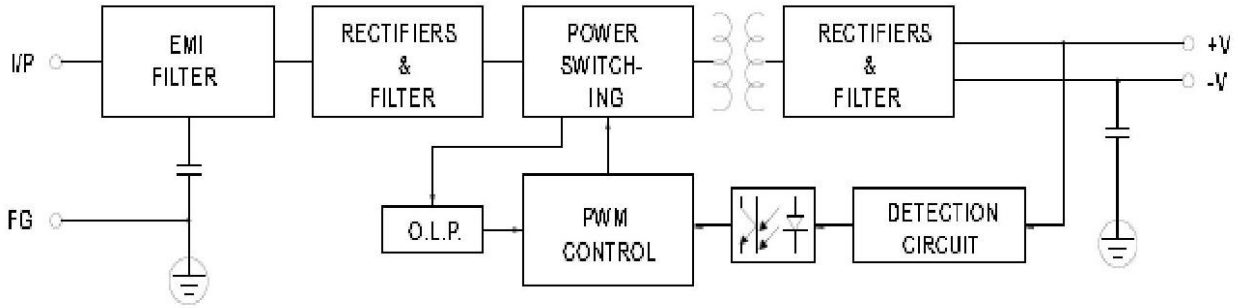 I/P
EMI
FILTER
RECTIFIERS
&
FILTER
POWER
SWITCH-
ING
RECTIFIERS
&
FILTER
+V
-V
FG
O.L.P.
PWM
CONTROL
DETECTION
CIRCUIT